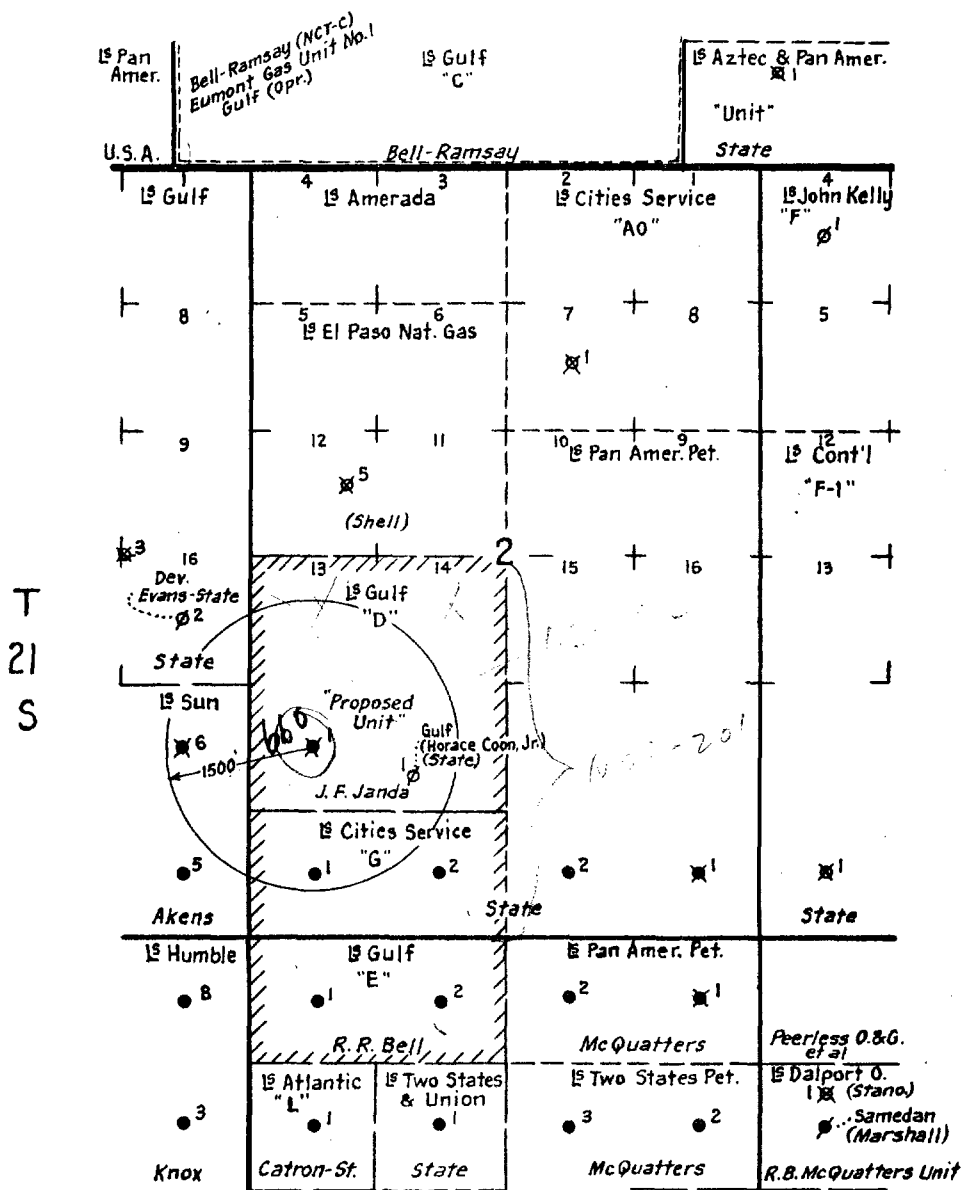 Ls Pan Amer.
Bell-Ramsay (NCT-C)
Eumont Gas Unit No.1
Gulf (Opr.)
Ls Gulf
"C"
Ls Aztec & Pan Amer.
1
"Unit"
U.S.A.
Bell-Ramsay
State
4 3 2 1 4
Ls Gulf
Ls Amerada
Ls Cities Service
"AO"
Ls John Kelly
"F"
1
8 5 6 7 8 5
Ls El Paso Nat. Gas
1
9 12 11 10 9 12
Ls Pan Amer. Pet.
Ls Cont'l
"F-1"
5
(Shell)
2
3
16 13 14 15 16 13
Dev.
Evans-State
2
Ls Gulf
"D"
T
21
S
State
Ls Sun
"Proposed
Unit"
6
660
1
1500
Gulf
(Horace Coon, Jr.)
(State)
1
J. F. Janda
Ls Cities Service
"G"
5 1 2 2 1 1
Akens
State
State
Ls Humble
Ls Gulf
"E"
Ls Pan Amer. Pet.
8 1 2 2 1
R. R. Bell
McQuatters
Peerless O.&G.
et al
Ls Atlantic
"L"
Ls Two States
& Union
Ls Two States Pet.
Ls Dalport O.
1 (Stano.)
3 1 1 3 2
Samedan
(Marshall)
Knox
Catron-St.
State
McQuatters
R.B. McQuatters Unit